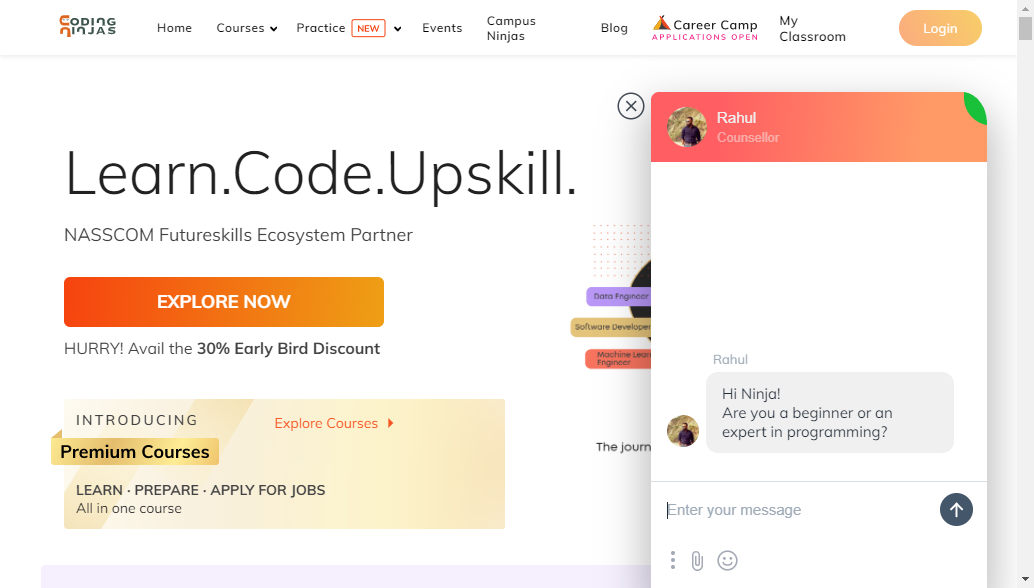 CODING
NINJAS
Home
Courses
Practice
NEW
Events
Campus
Ninjas
Blog
Career Camp
APPLICATIONS OPEN
My
Classroom
Login
Rahul
Counsellor
Learn.Code.Upskill.
NASSCOM Futureskills Ecosystem Partner
EXPLORE NOW
HURRY! Avail the 30% Early Bird Discount
Data Engineer
Software Developer
Machine Lear
Engineer
INTRODUCING
Explore Courses
Premium Courses
LEARN · PREPARE · APPLY FOR JOBS
All in one course
The journ
Rahul
Hi Ninja!
Are you a beginner or an
expert in programming?
Enter your message